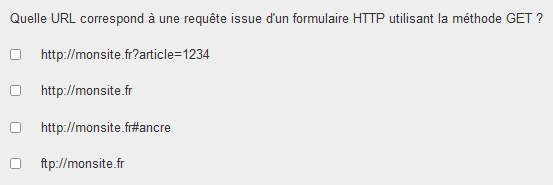 Quelle URL correspond à une requête issue d'un formulaire HTTP utilisant la méthode GET ?
http://monsite.fr?article=1234
http://monsite.fr
http://monsite.fr#ancre
ftp://monsite.fr